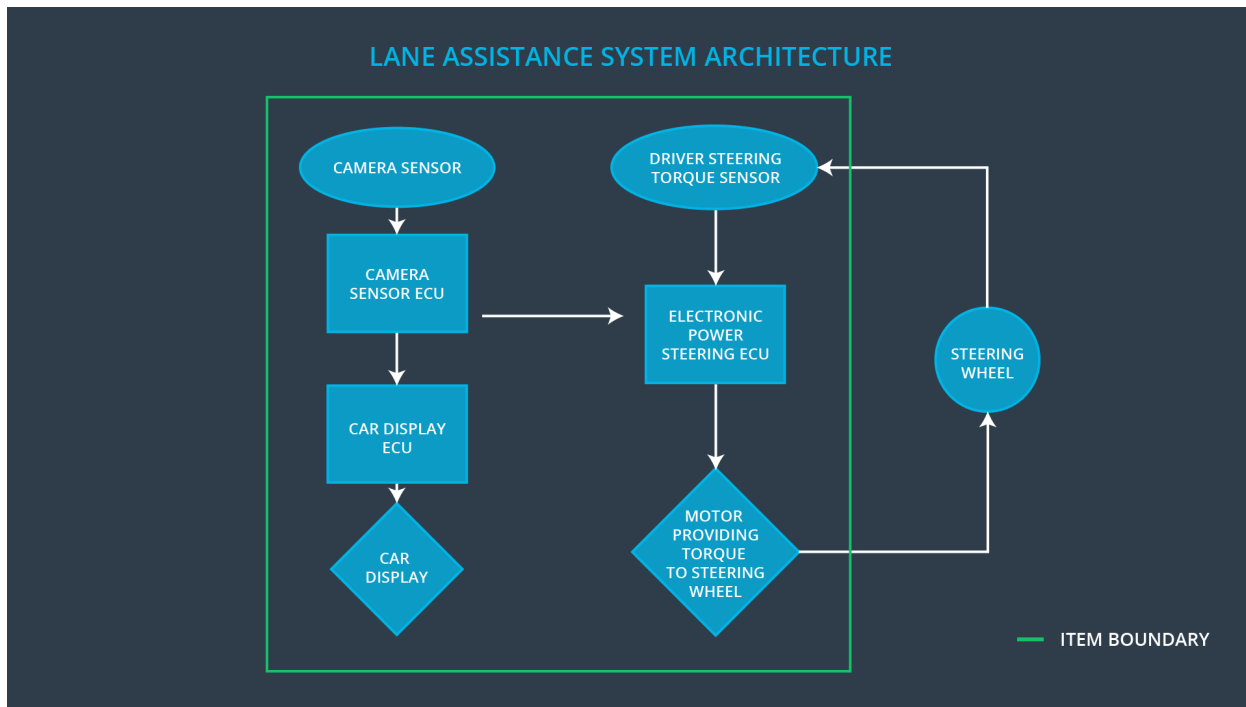 LANE ASSISTANCE SYSTEM ARCHITECTURE
CAMERA SENSOR
DRIVER STEERING
TORQUE SENSOR
CAMERA
SENSOR ECU
ELECTRONIC
POWER
STEERING ECU
STEERING
WHEEL
CAR DISPLAY
ECU
CAR
DISPLAY
MOTOR
PROVIDING
TORQUE
TO STEERING
WHEEL
ITEM BOUNDARY